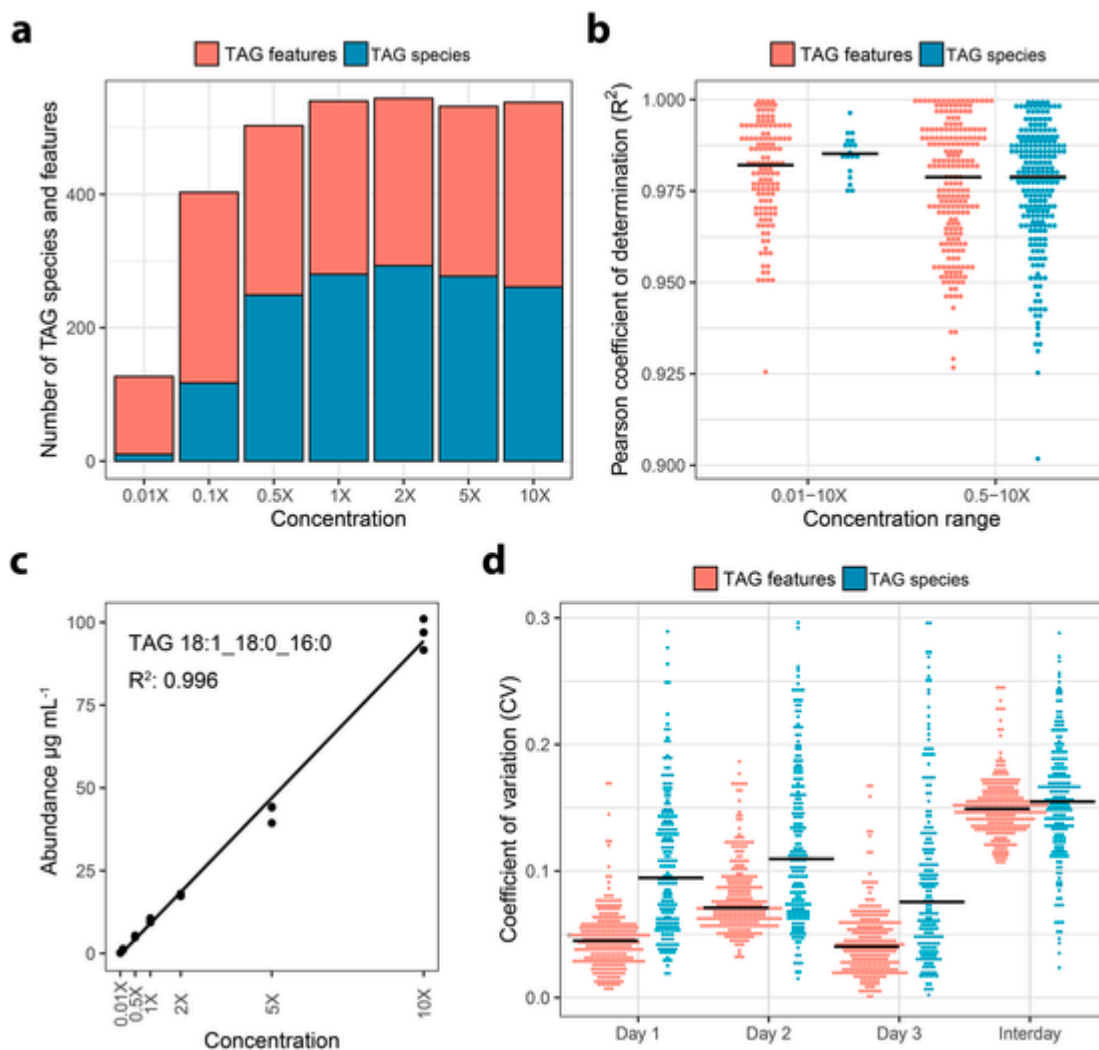 a
TAG features
TAG species
Number of TAG species and features
400
200
0
0.01X
0.1X
0.5X
1X
2X
5X
10X
Concentration
b
TAG features
TAG species
Pearson coefficient of determination (R²)
1.000
0.975
0.950
0.925
0.900
0.01−10X
0.5−10X
Concentration range
c
Abundance µg mL⁻¹
100
75
50
25
0
TAG 18:1_18:0_16:0
R²: 0.996
0.01X
0.5X
1X
2X
5X
10X
Concentration
d
TAG features
TAG species
Coefficient of variation (CV)
0.3
0.2
0.1
0.0
Day 1
Day 2
Day 3
Interday